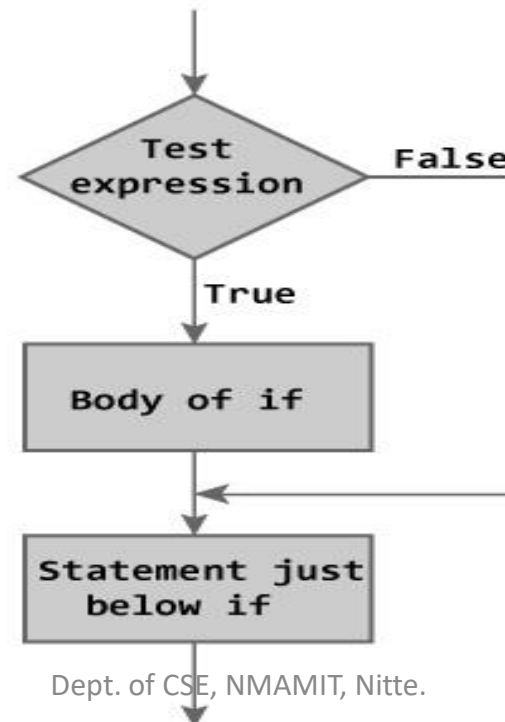 Test
expression
False
True
Body of if
Statement just
below if
Dept. of CSE, NMAMIT, Nitte.